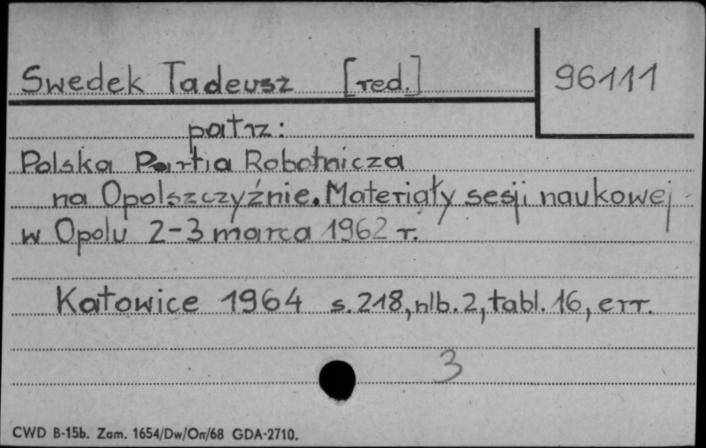 Swedek Tadeusz [red.] 96111
patrz:
Polska Partia Robotnicza
na Opolszczyźnie. Materiały sesji naukowej
w Opolu 2-3 marca 1962 r.
Katowice 1964 s. 218, nlb. 2, tabl. 16, err.
3
CWD B-15b. Zam. 1654/Dw/Om/68 GDA-2710.